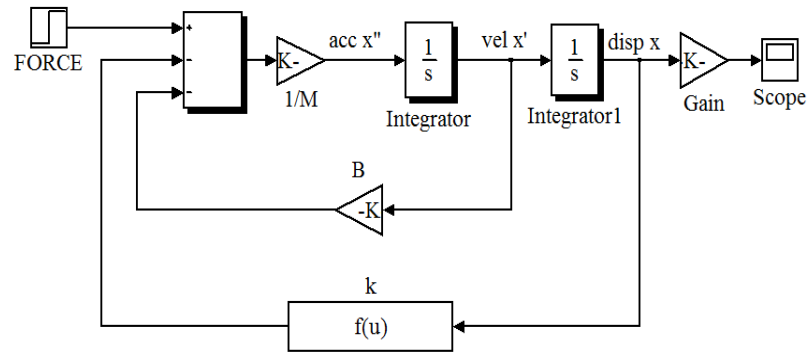 FORCE
+
-
-
K-
1/M
acc x"
1
s
Integrator
vel x'
1
s
Integrator1
disp x
K-
Gain
Scope
B
-K
k
f(u)